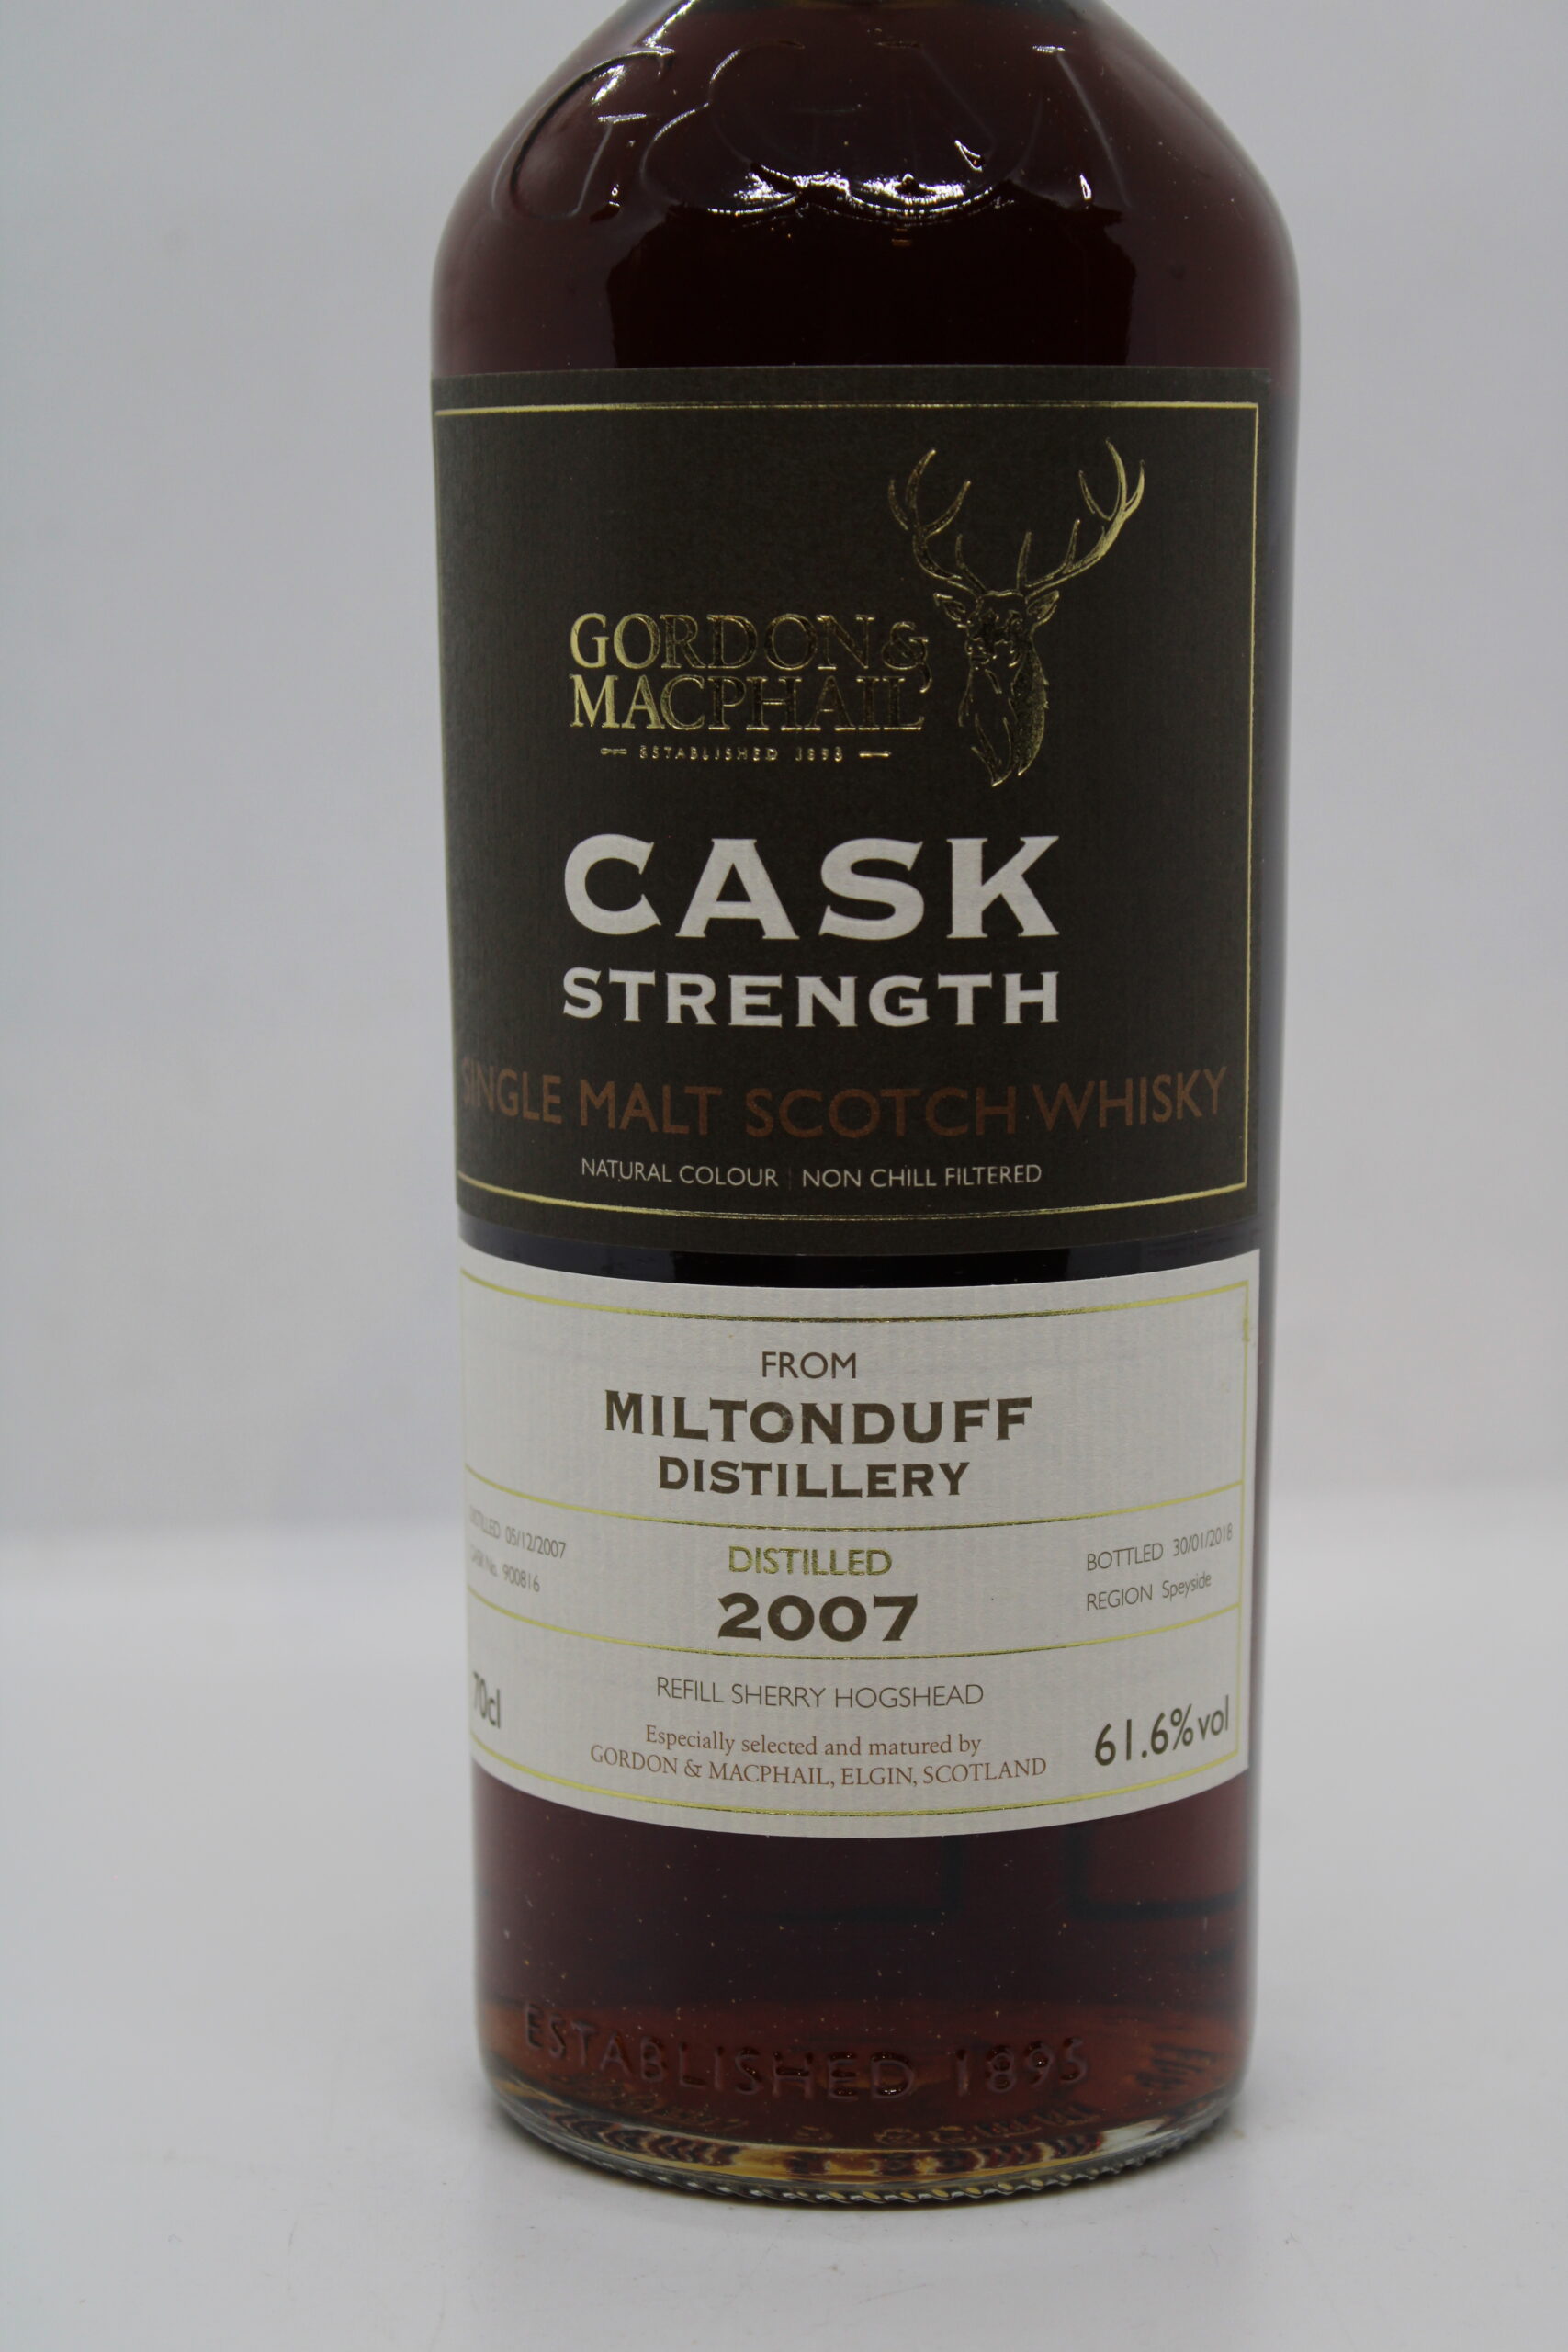 G&M
GORDON &
MACPHAIL
ESTABLISHED 1895
CASK
STRENGTH
SINGLE MALT SCOTCH WHISKY
NATURAL COLOUR | NON CHILL FILTERED
FROM
MILTONDUFF
DISTILLERY
DISTILLED 05/12/2007
CASK No. 900816
DISTILLED
2007
BOTTLED 30/01/2018
REGION Speyside
70cl
REFILL SHERRY HOGSHEAD
Especially selected and matured by
GORDON & MACPHAIL, ELGIN, SCOTLAND
61.6%vol
ESTABLISHED 1895